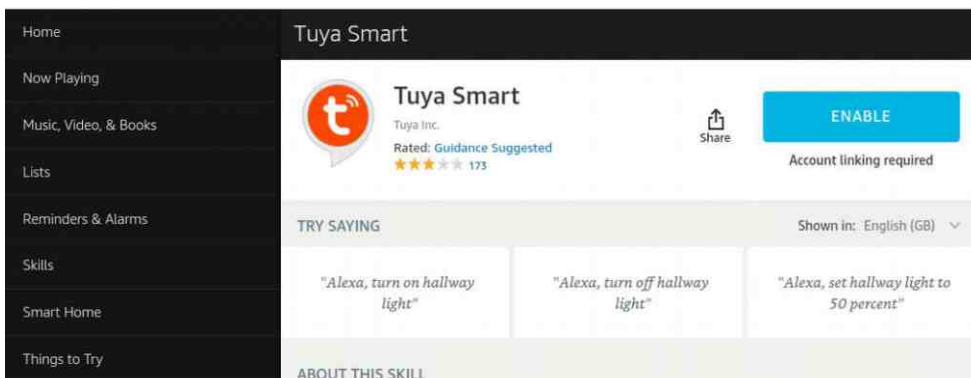 Home
Now Playing
Music, Video, & Books
Lists
Reminders & Alarms
Skills
Smart Home
Things to Try
Tuya Smart
Tuya Smart
Tuya Inc.
Rated: Guidance Suggested
173
Share
ENABLE
Account linking required
TRY SAYING
Shown in: English (GB)
"Alexa, turn on hallway
light"
"Alexa, turn off hallway
light"
"Alexa, set hallway light to
50 percent"
ABOUT THIS SKILL